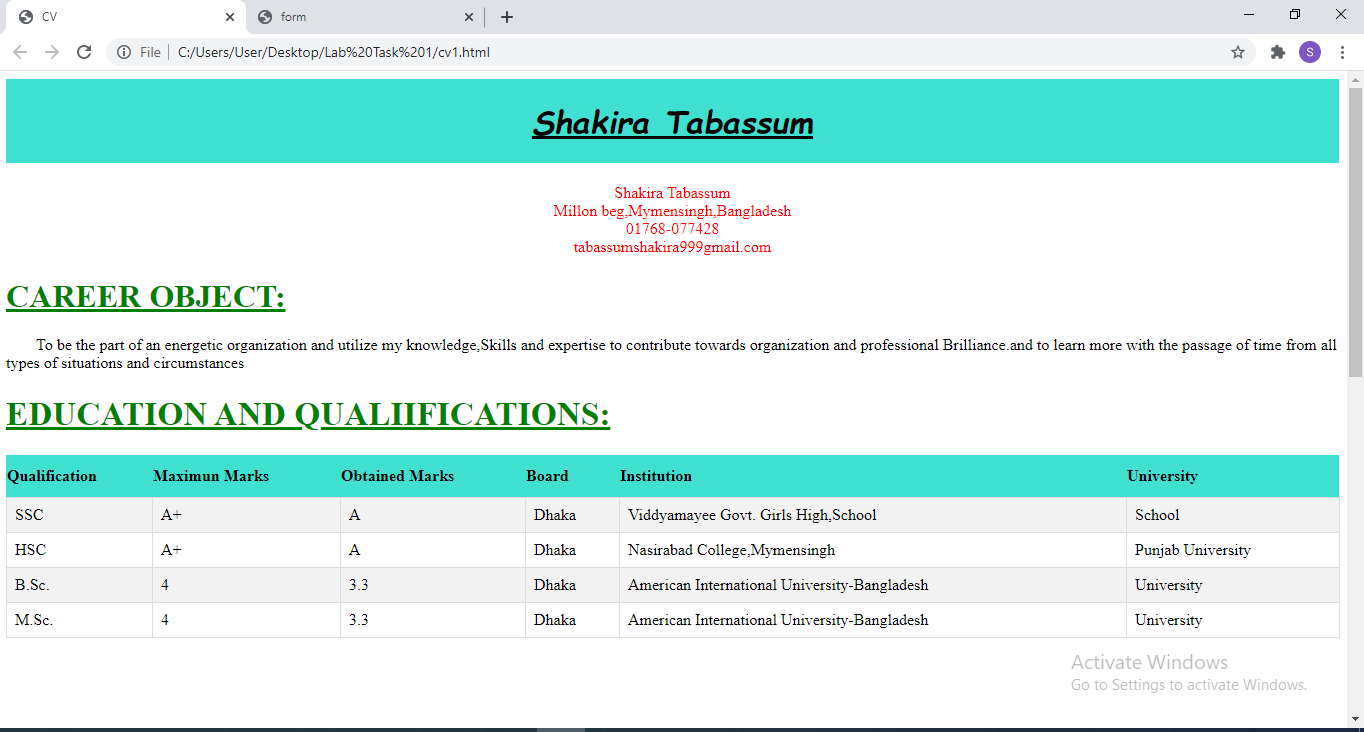 CV
form
File
C:/Users/User/Desktop/Lab%20Task%201/cv1.html
S
Shakira Tabassum
Shakira Tabassum
Millon beg,Mymensingh,Bangladesh
01768-077428
tabassumshakira999gmail.com
CAREER OBJECT:
To be the part of an energetic organization and utilize my knowledge,Skills and expertise to contribute towards organization and professional Brilliance.and to learn more with the passage of time from all
types of situations and circumstances
EDUCATION AND QUALIIFICATIONS:
Qualification Maximun Marks Obtained Marks Board Institution University
SSC A+ A Dhaka Viddyamayee Govt. Girls High,School School
HSC A+ A Dhaka Nasirabad College,Mymensingh Punjab University
B.Sc. 4 3.3 Dhaka American International University-Bangladesh University
M.Sc. 4 3.3 Dhaka American International University-Bangladesh University
Activate Windows
Go to Settings to activate Windows.